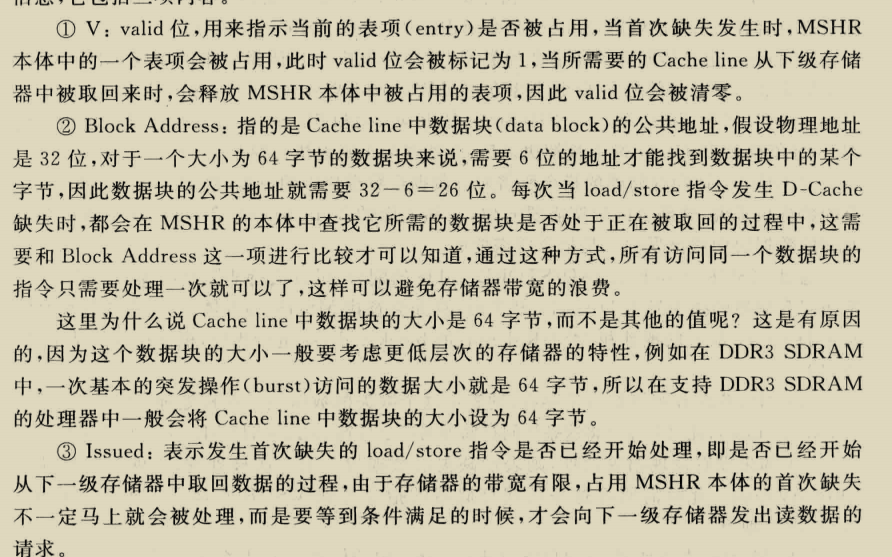 ① V: valid 位,用来指示当前的表项(entry)是否被占用,当首次缺失发生时,MSHR
本体中的一个表项会被占用,此时 valid 位会被标记为 1,当所需要的 Cache line 从下级存储
器中被取回来时,会释放 MSHR 本体中被占用的表项,因此 valid 位会被清零。
② Block Address: 指的是 Cache line 中数据块(data block)的公共地址,假设物理地址
是 32 位,对于一个大小为 64 字节的数据块来说,需要 6 位的地址才能找到数据块中的某个
字节,因此数据块的公共地址就需要 32-6=26 位。每次当 load/store 指令发生 D-Cache
缺失时,都会在 MSHR 的本体中查找它所需的数据块是否处于正在被取回的过程中,这需
要和 Block Address 这一项进行比较才可以知道,通过这种方式,所有访问同一个数据块的
指令只需要处理一次就可以了,这样可以避免存储器带宽的浪费。
这里为什么说 Cache line 中数据块的大小是 64 字节,而不是其他的值呢? 这是有原因
的,因为这个数据块的大小一般要考虑更低层次的存储器的特性,例如在 DDR3 SDRAM
中,一次基本的突发操作(burst)访问的数据大小就是 64 字节,所以在支持 DDR3 SDRAM
的处理器中一般会将 Cache line 中数据块的大小设为 64 字节。
③ Issued: 表示发生首次缺失的 load/store 指令是否已经开始处理,即是否已经开始
从下一级存储器中取回数据的过程,由于存储器的带宽有限,占用 MSHR 本体的首次缺失
不一定马上就会被处理,而是要等到条件满足的时候,才会向下一级存储器发出读数据的
请求。